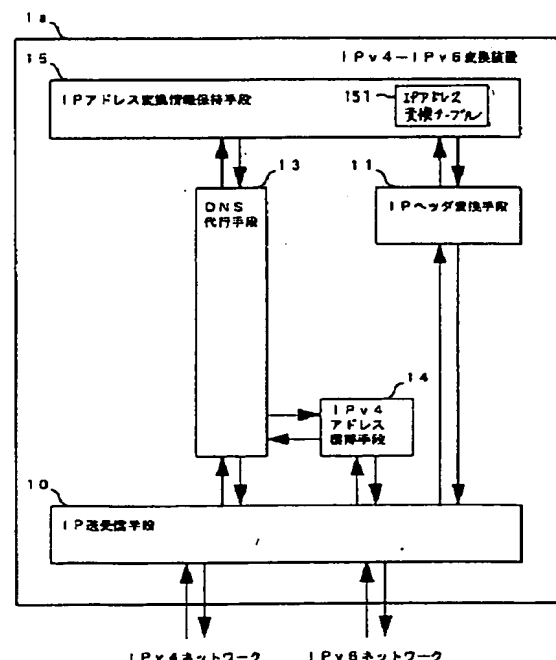 1a
IPv4-IPv6変換装置
15
IPアドレス変換情報保持手段
151
IPアドレス
変換テーブル
13
DNS
代行手段
11
IPヘッダ変換手段
14
IPv4
アドレス
獲得手段
10
IP送受信手段
IPv4ネットワーク
IPv6ネットワーク